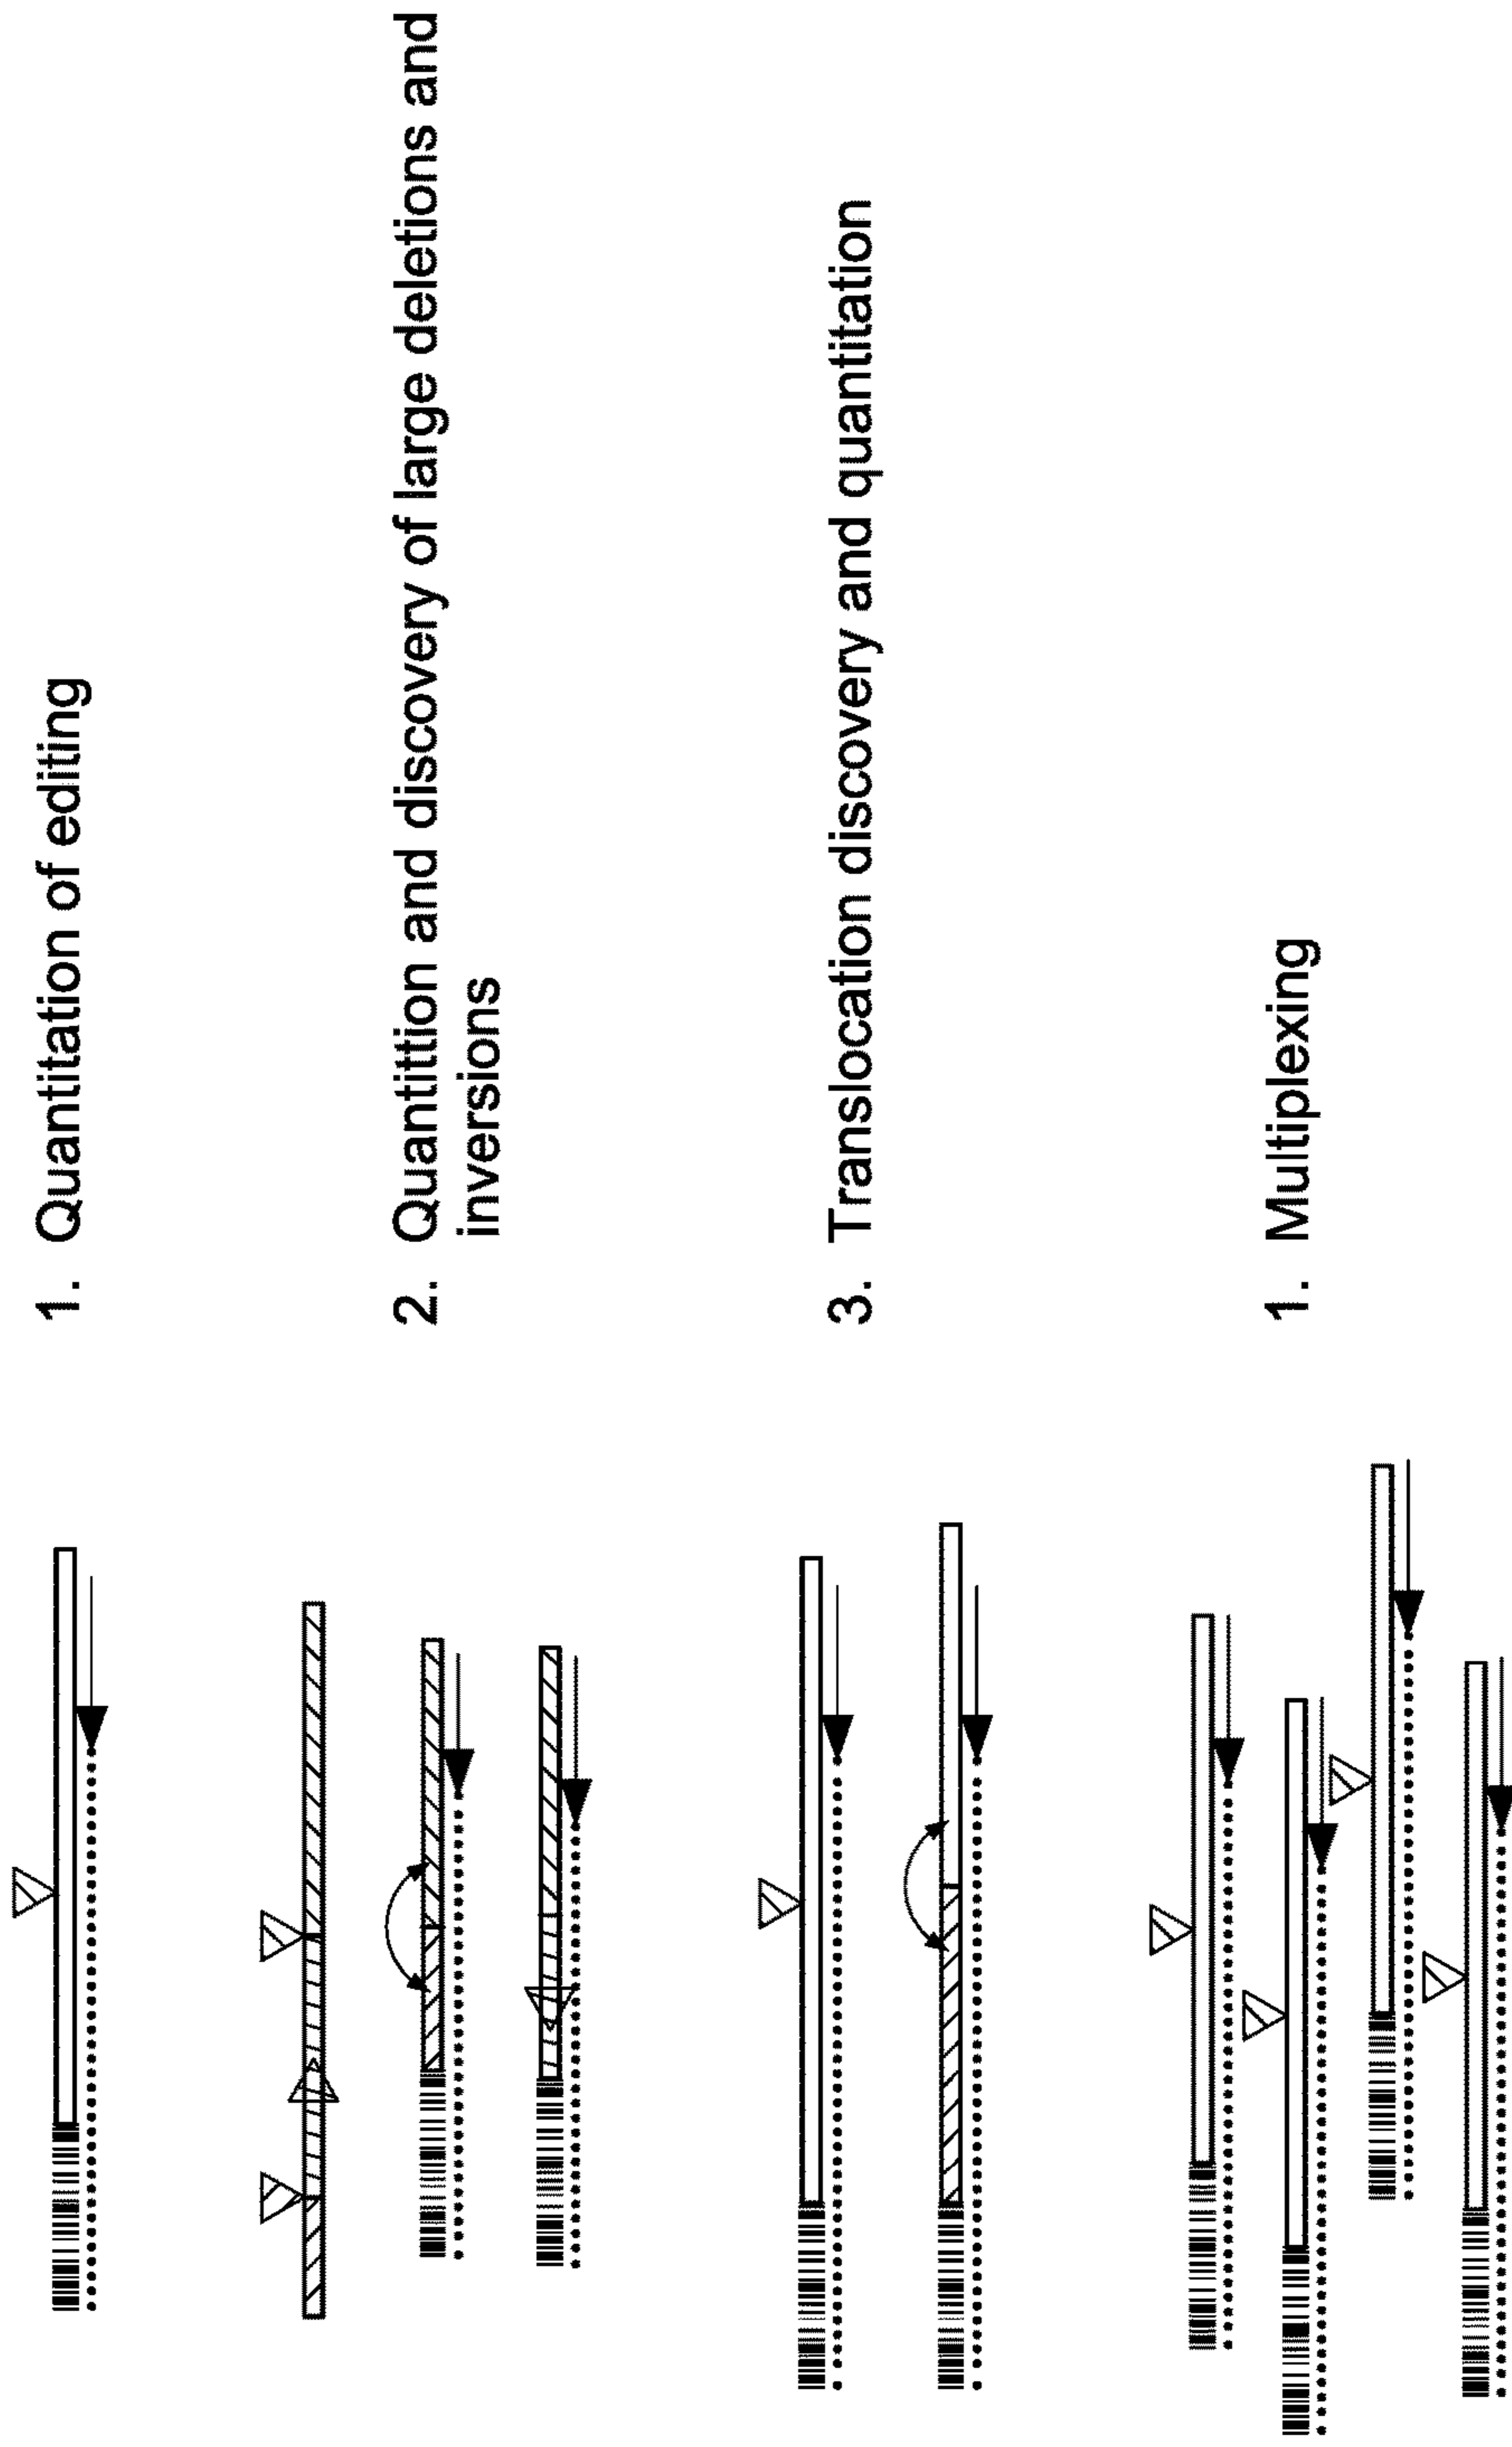 1. Quantitation of editing
2. Quantittion and discovery of large deletions and
inversions
3. Translocation discovery and quantitation
1. Multiplexing